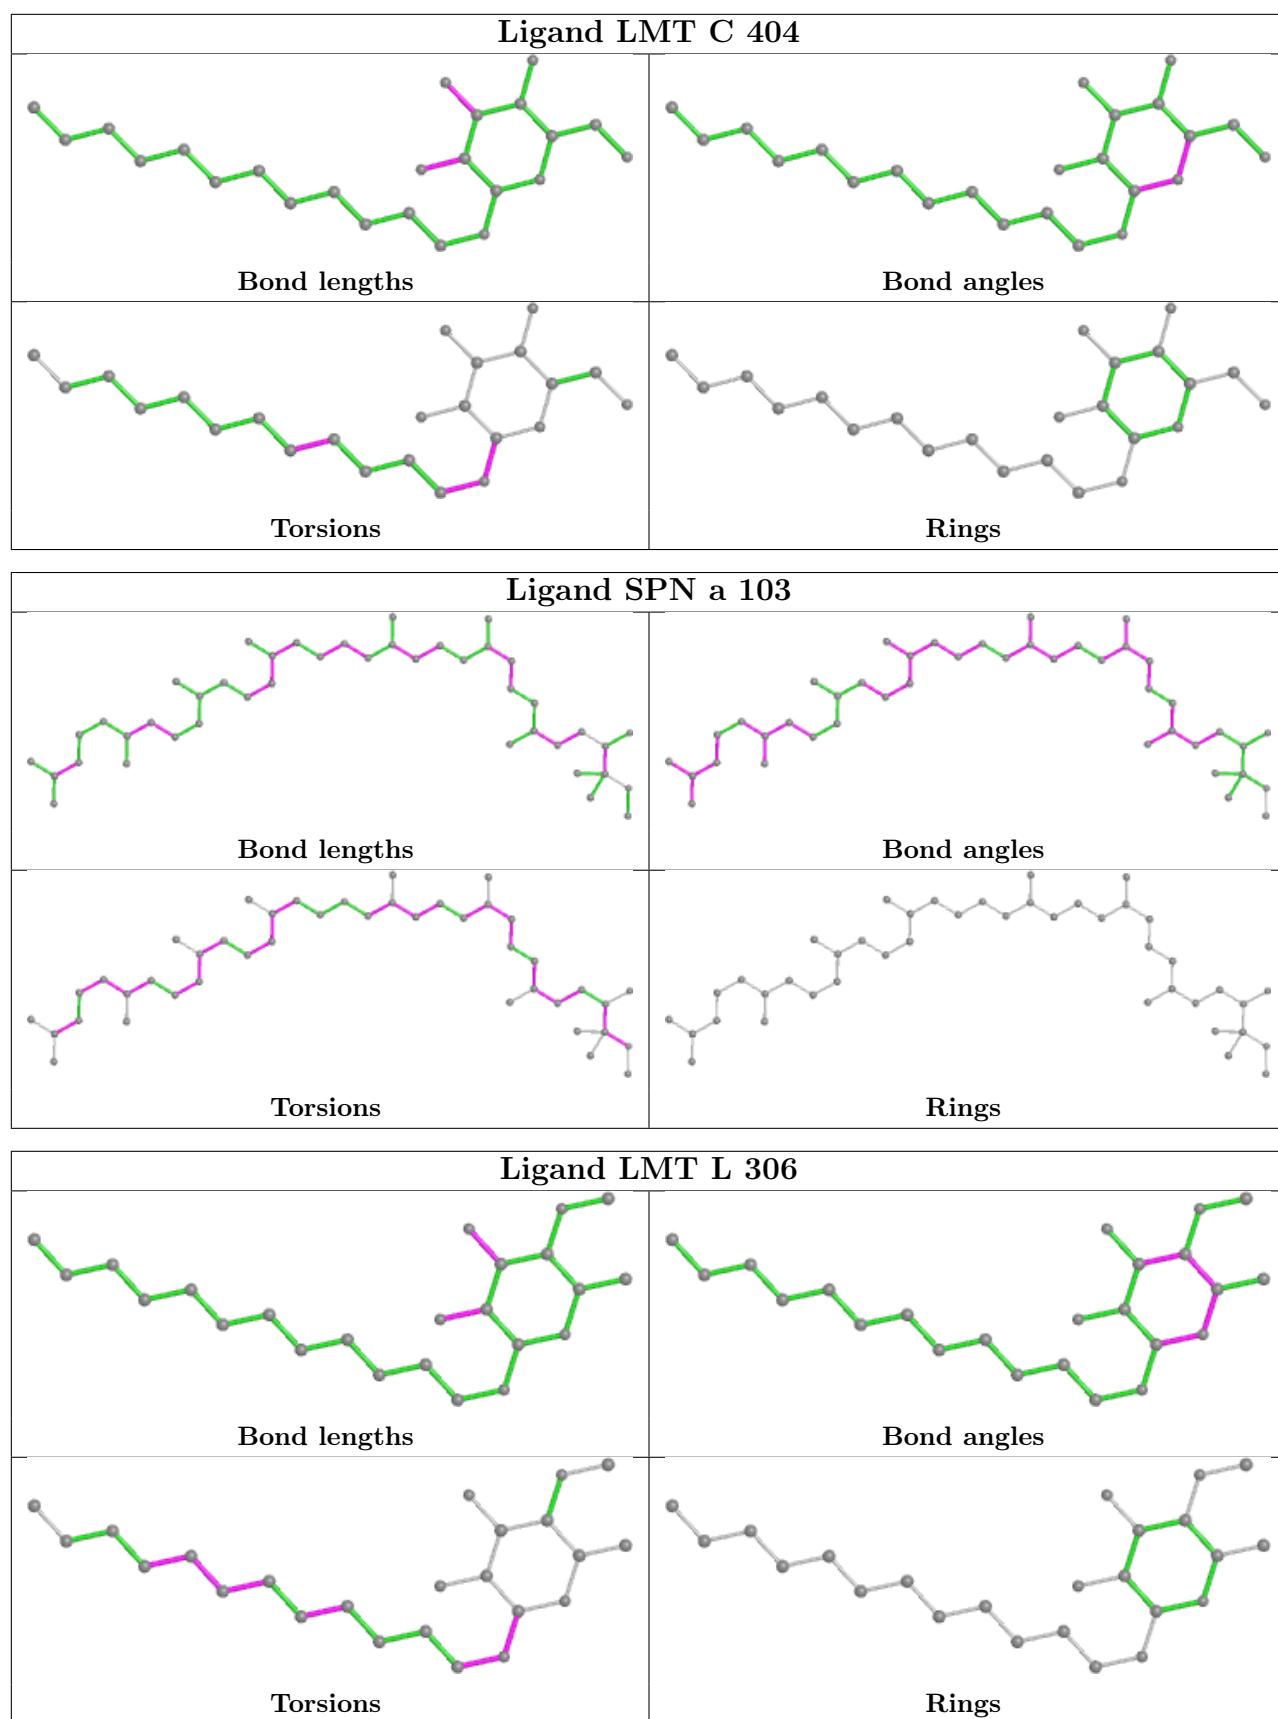 Ligand LMT C 404
Bond lengths
Bond angles
Torsions
Rings
Ligand SPN a 103
Bond lengths
Bond angles
Torsions
Rings
Ligand LMT L 306
Bond lengths
Bond angles
Torsions
Rings